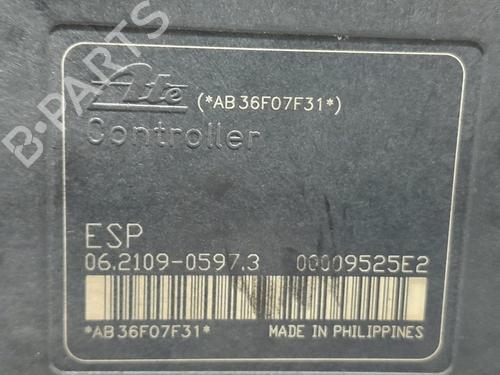 Ate (*AB36F07F31*)
Controller
ESP
06.2109-0597.3 00009525E2
*AB36F07F31*
MADE IN PHILIPPINES
B-PARTS